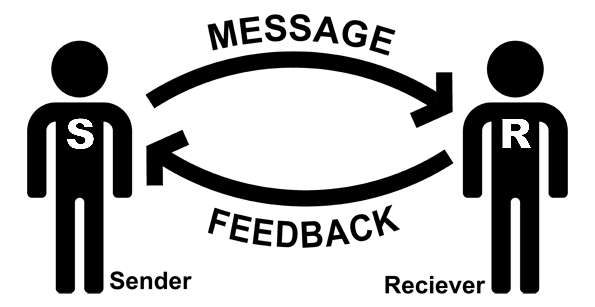 MESSAGE
S
R
FEEDBACK
Sender
Reciever